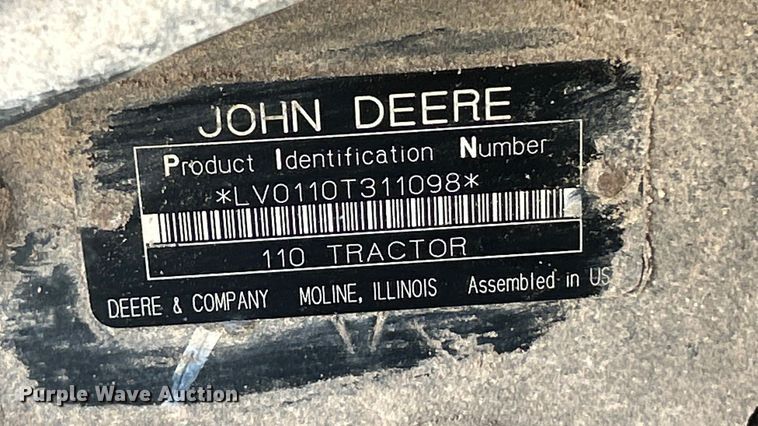 JOHN DEERE
Product Identification Number
*LV0110T311098*
110 TRACTOR
DEERE & COMPANY MOLINE, ILLINOIS Assembled in US
Purple Wave Auction